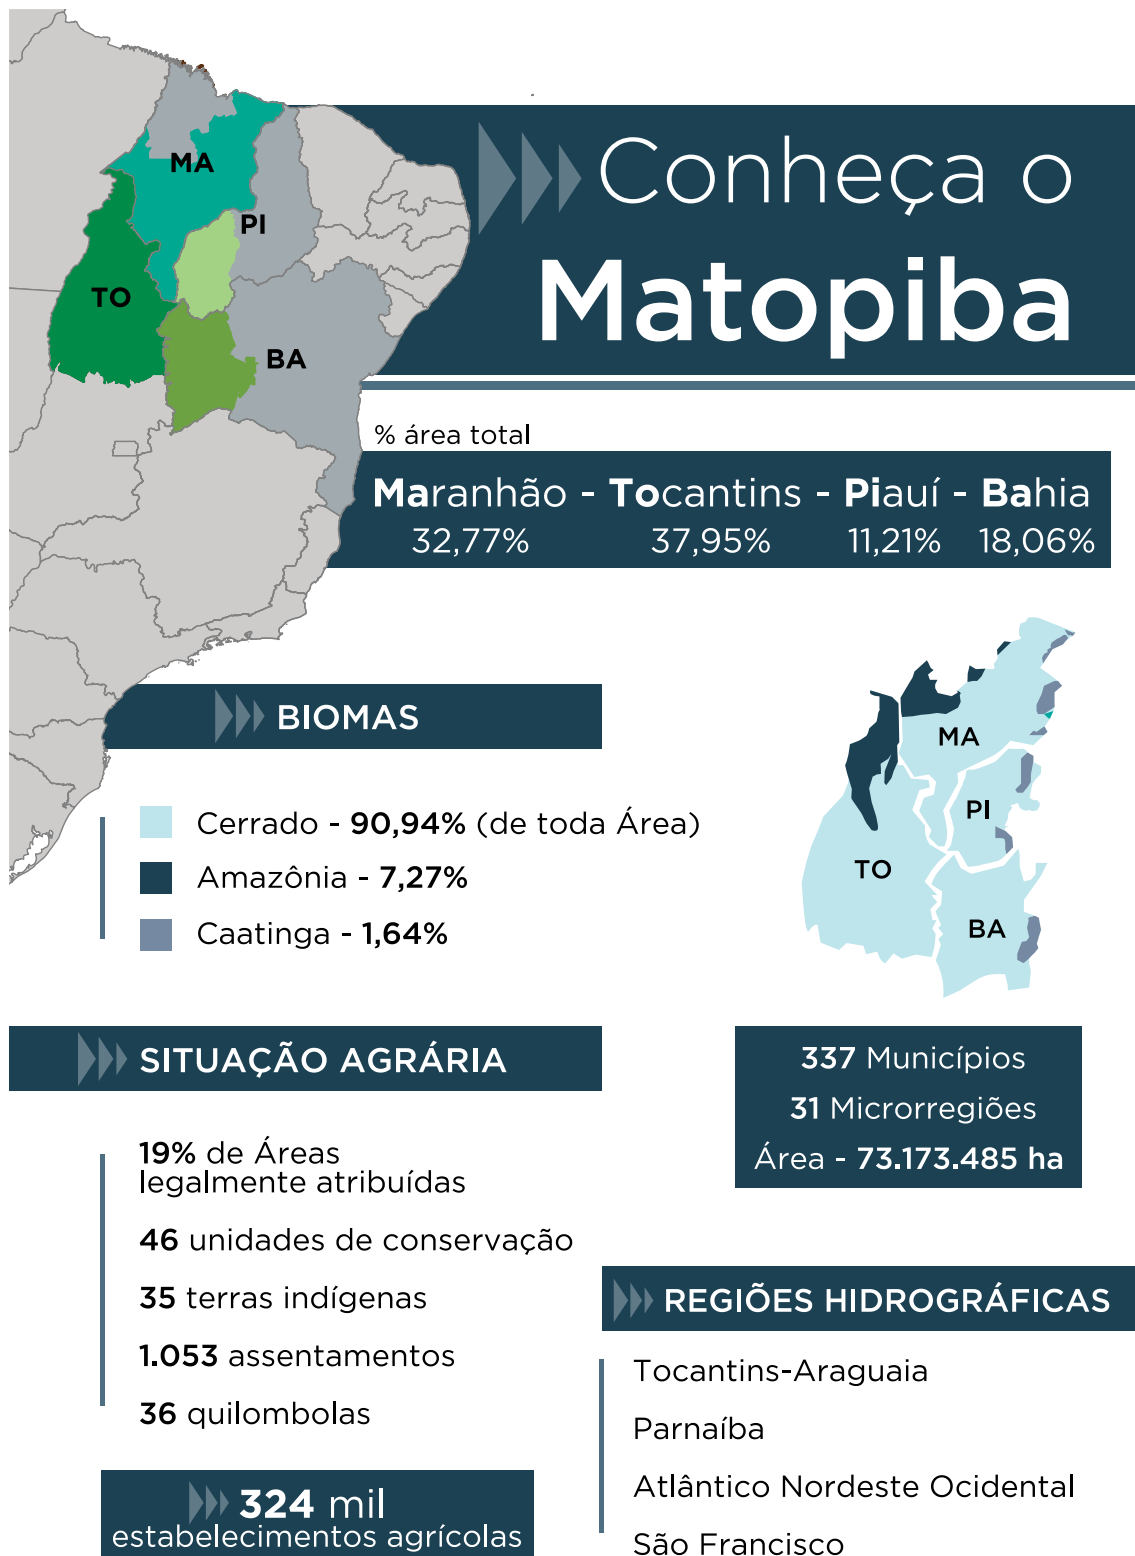 Conheça o
Matopiba
MA
PI
TO
BA
% área total
Maranhão - Tocantins - Piauí - Bahia
32,77% 37,95% 11,21% 18,06%
BIOMAS
Cerrado - 90,94% (de toda Área)
Amazônia - 7,27%
Caatinga - 1,64%
MA
PI
TO
BA
SITUAÇÃO AGRÁRIA
19% de Áreas
legalmente atribuídas
46 unidades de conservação
35 terras indígenas
1.053 assentamentos
36 quilombolas
324 mil
estabelecimentos agrícolas
337 Municípios
31 Microrregiões
Área - 73.173.485 ha
REGIÕES HIDROGRÁFICAS
Tocantins-Araguaia
Parnaíba
Atlântico Nordeste Ocidental
São Francisco